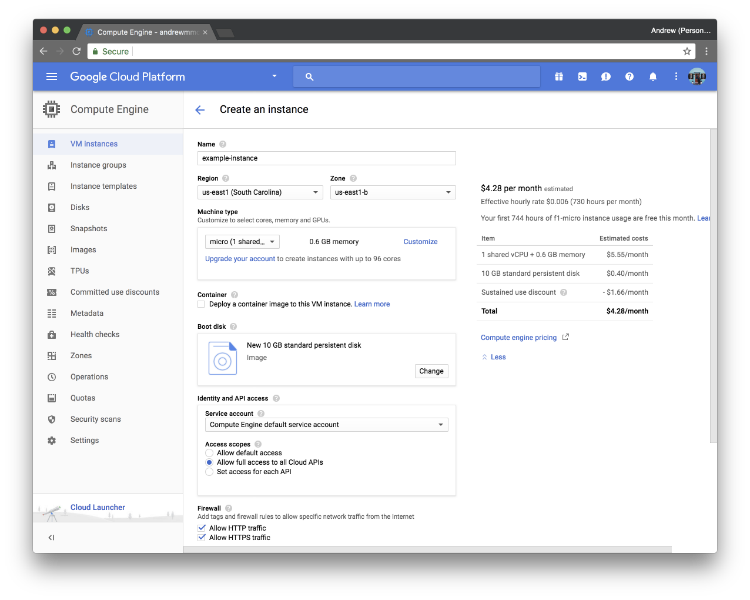 Compute Engine - andrewmm
Andrew (Person...
Secure
Google Cloud Platform
Compute Engine
Create an instance
VM instances
Instance groups
Instance templates
Disks
Snapshots
Images
TPUs
Committed use discounts
Metadata
Health checks
Zones
Operations
Quotas
Security scans
Settings
Cloud Launcher
Name
example-instance
Region
Zone
us-east1 (South Carolina)
us-east1-b
Machine type
Customize to select cores, memory and GPUs.
micro (1 shared...
0.6 GB memory
Customize
Upgrade your account to create instances with up to 96 cores
Container
Deploy a container image to this VM instance. Learn more
Boot disk
New 10 GB standard persistent disk
Image
Change
Identity and API access
Service account
Compute Engine default service account
Access scopes
Allow default access
Allow full access to all Cloud APIs
Set access for each API
Firewall
Add tags and firewall rules to allow specific network traffic from the Internet
Allow HTTP traffic
Allow HTTPS traffic
$4.28 per month estimated
Effective hourly rate $0.006 (730 hours per month)
Your first 744 hours of f1-micro instance usage are free this month. Lear
Item Estimated costs
1 shared vCPU + 0.6 GB memory $5.55/month
10 GB standard persistent disk $0.40/month
Sustained use discount - $1.66/month
Total $4.28/month
Compute engine pricing
Less